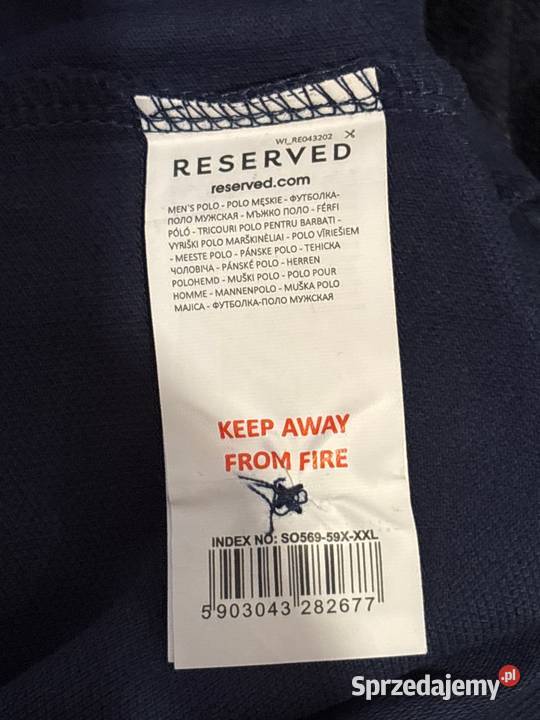 WI_RE043202
RESERVED
reserved.com
MEN'S POLO - POLO MĘSKIE - ФУТБОЛКА-
ПОЛО МУЖСКАЯ - МЪЖКО ПОЛО - FÉRFI
PÓLÓ - TRICOURI POLO PENTRU BARBATI -
VYRIŠKI POLO MARŠKINĖLIAI - POLO VĪRIEŠIEM
- MEESTE POLO - PÁNSKE POLO - ТЕНІСКА
ЧОЛОВІЧА - PÁNSKÉ POLO - HERREN
POLOHEMD - MUŠKI POLO - POLO POUR
HOMME - MANNENPOLO - MUŠKA POLO
MAJICA - ФУТБОЛКА-ПОЛО МУЖСКАЯ
KEEP AWAY
FROM FIRE
INDEX NO: SO569-59X-XXL
5 903043 282677
Sprzedajemy.pl